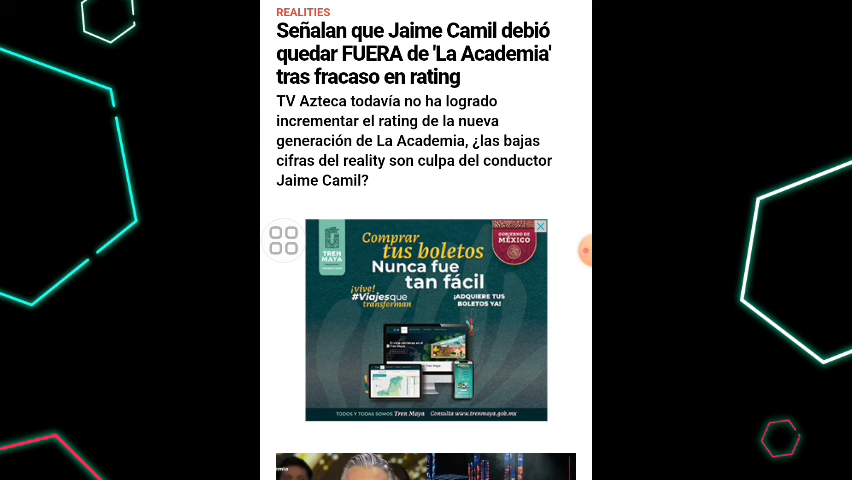 REALITIES
Señalan que Jaime Camil debió
quedar FUERA de 'La Academia'
tras fracaso en rating
TV Azteca todavía no ha logrado
incrementar el rating de la nueva
generación de La Academia, ¿las bajas
cifras del reality son culpa del conductor
Jaime Camil?
TREN
MAYA
GOBIERNO DE
MÉXICO
Comprar
tus boletos
Nunca fue
tan fácil
¡vive!
#Viajesque
transforman
¡ADQUIERE TUS
BOLETOS YA!
TODOS Y TODAS SOMOS Tren Maya Consulta www.trenmaya.gob.mx